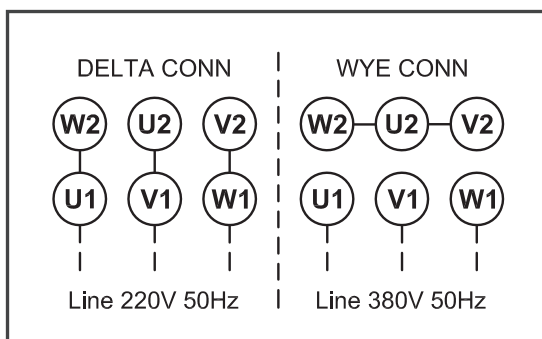 DELTA CONN
W2 U2 V2
U1 V1 W1
Line 220V 50Hz
WYE CONN
W2 U2 V2
U1 V1 W1
Line 380V 50Hz